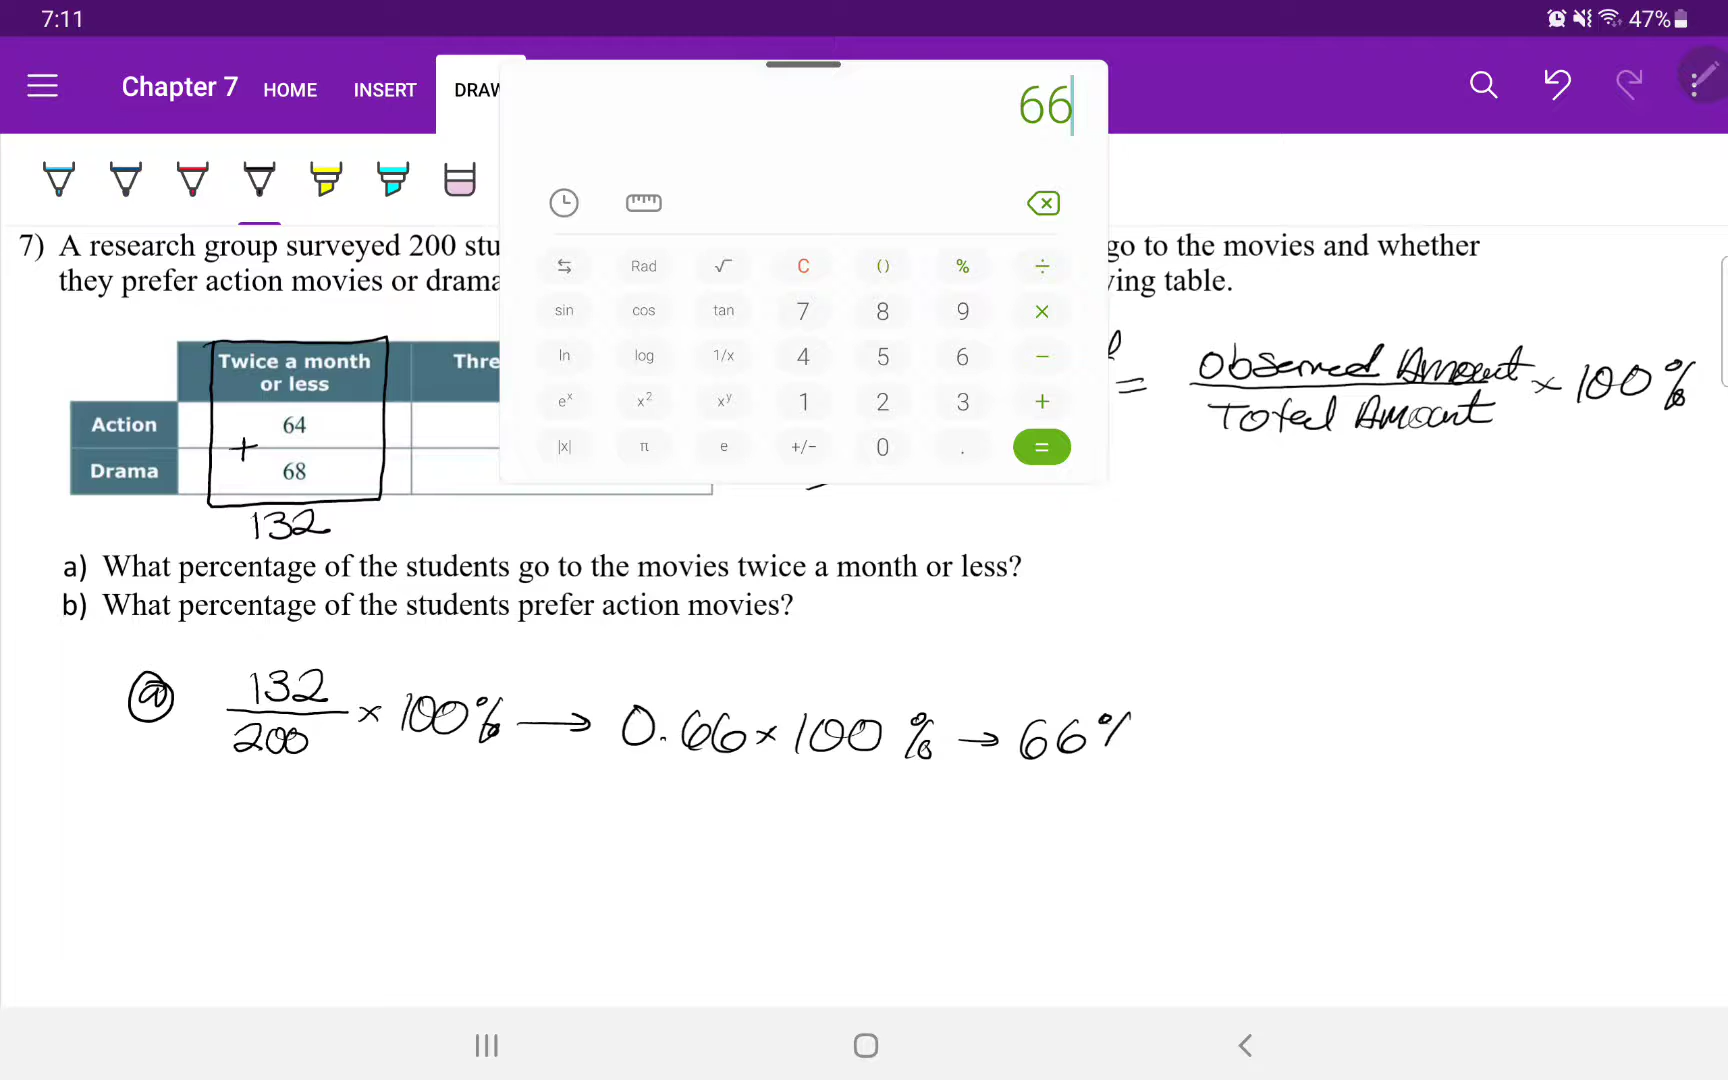 7:11 47%
Chapter 7 HOME INSERT DRAW
66
Rad √ C () % ÷
sin cos tan 7 8 9 ×
ln log 1/x 4 5 6 −
eˣ x² xʸ 1 2 3 +
|x| π e +/− 0 . =
7) A research group surveyed 200 stu go to the movies and whether
they prefer action movies or drama ving table.
Twice a month Thre
or less
Action 64
+
Drama 68
132
= Observed Amount × 100%
Total Amount
a) What percentage of the students go to the movies twice a month or less?
b) What percentage of the students prefer action movies?
ⓐ 132 × 100% → 0.66 × 100 % → 66%
200